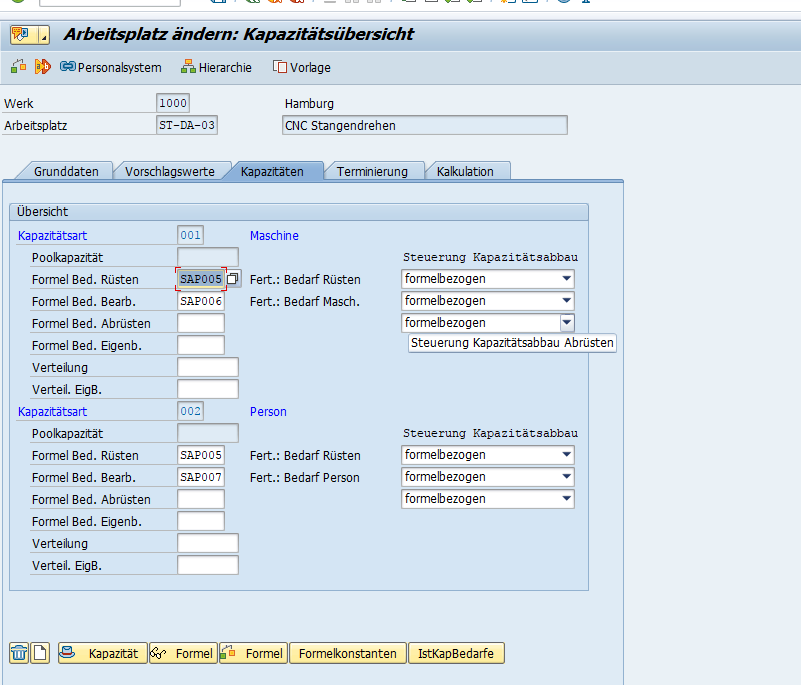 Arbeitsplatz ändern: Kapazitätsübersicht
Personalsystem Hierarchie Vorlage
Werk 1000 Hamburg
Arbeitsplatz ST-DA-03 CNC Stangendrehen
Grunddaten Vorschlagswerte Kapazitäten Terminierung Kalkulation
Übersicht
Kapazitätsart 001 Maschine
Poolkapazität Steuerung Kapazitätsabbau
Formel Bed. Rüsten SAP005 Fert.: Bedarf Rüsten formelbezogen
Formel Bed. Bearb. SAP006 Fert.: Bedarf Masch. formelbezogen
Formel Bed. Abrüsten formelbezogen
Formel Bed. Eigenb. Steuerung Kapazitätsabbau Abrüsten
Verteilung
Verteil. EigB.
Kapazitätsart 002 Person
Poolkapazität Steuerung Kapazitätsabbau
Formel Bed. Rüsten SAP005 Fert.: Bedarf Rüsten formelbezogen
Formel Bed. Bearb. SAP007 Fert.: Bedarf Person formelbezogen
Formel Bed. Abrüsten formelbezogen
Formel Bed. Eigenb.
Verteilung
Verteil. EigB.
Kapazität Formel Formel Formelkonstanten IstKapBedarfe